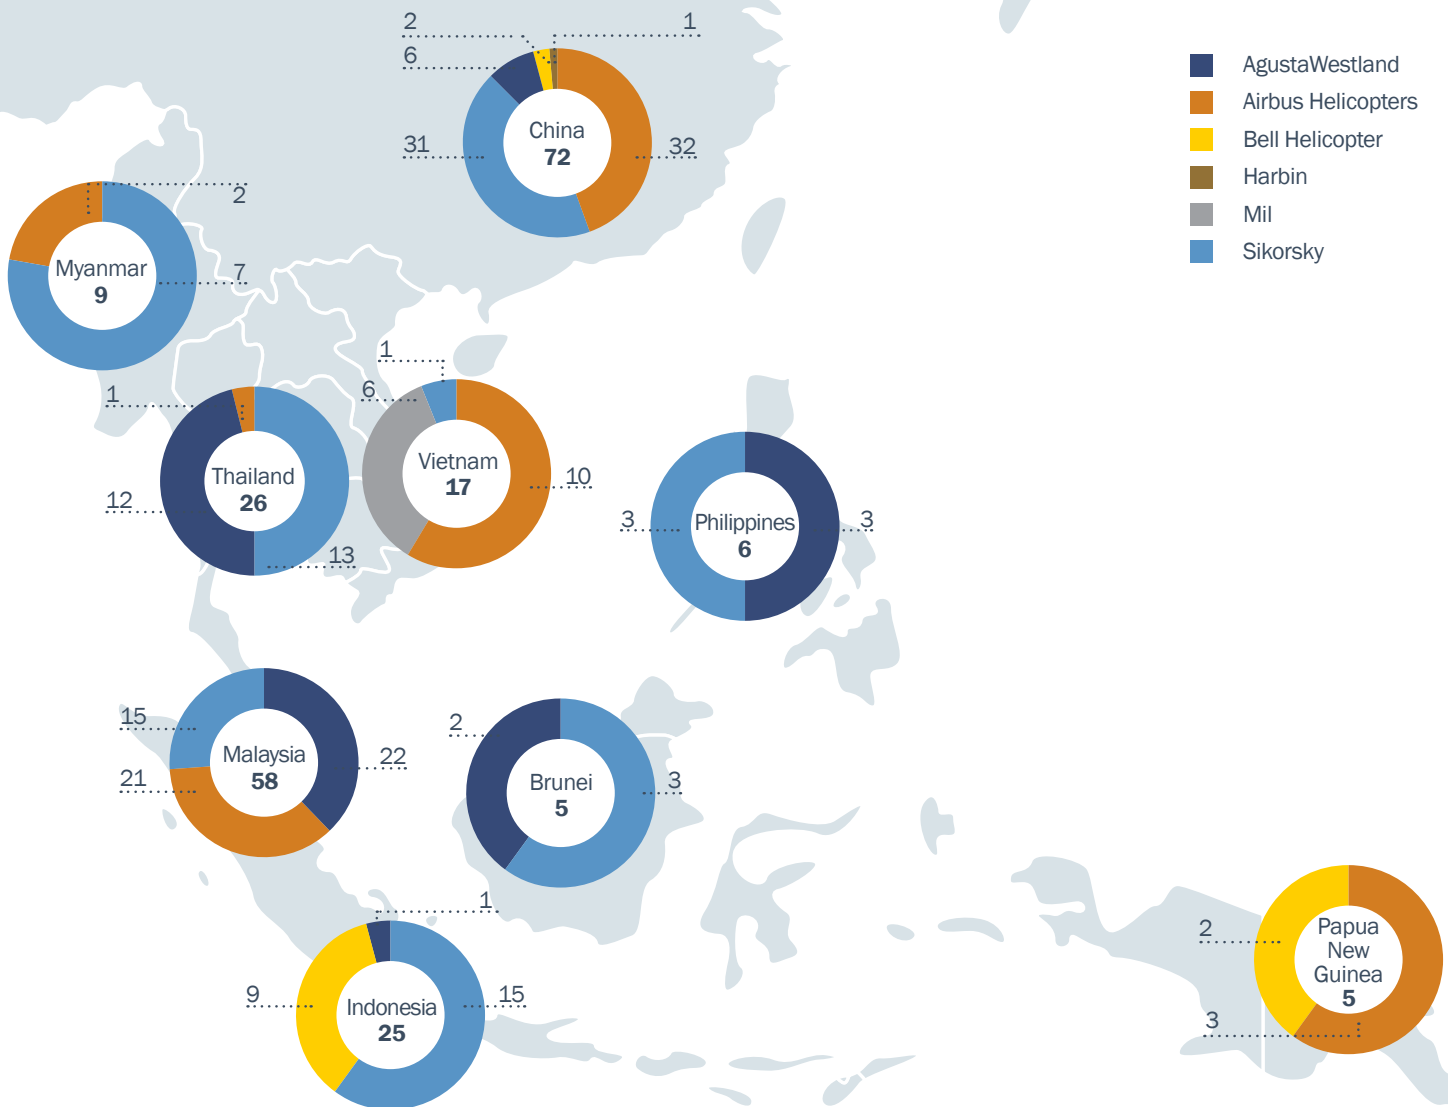 2
1
6
China
72
31
32
AgustaWestland
Airbus Helicopters
Bell Helicopter
Harbin
Mil
Sikorsky
2
Myanmar
9
7
1
Thailand
26
12
13
1
6
Vietnam
17
10
3
Philippines
6
3
15
Malaysia
58
22
21
2
Brunei
5
3
1
9
Indonesia
25
15
2
Papua
New
Guinea
5
3